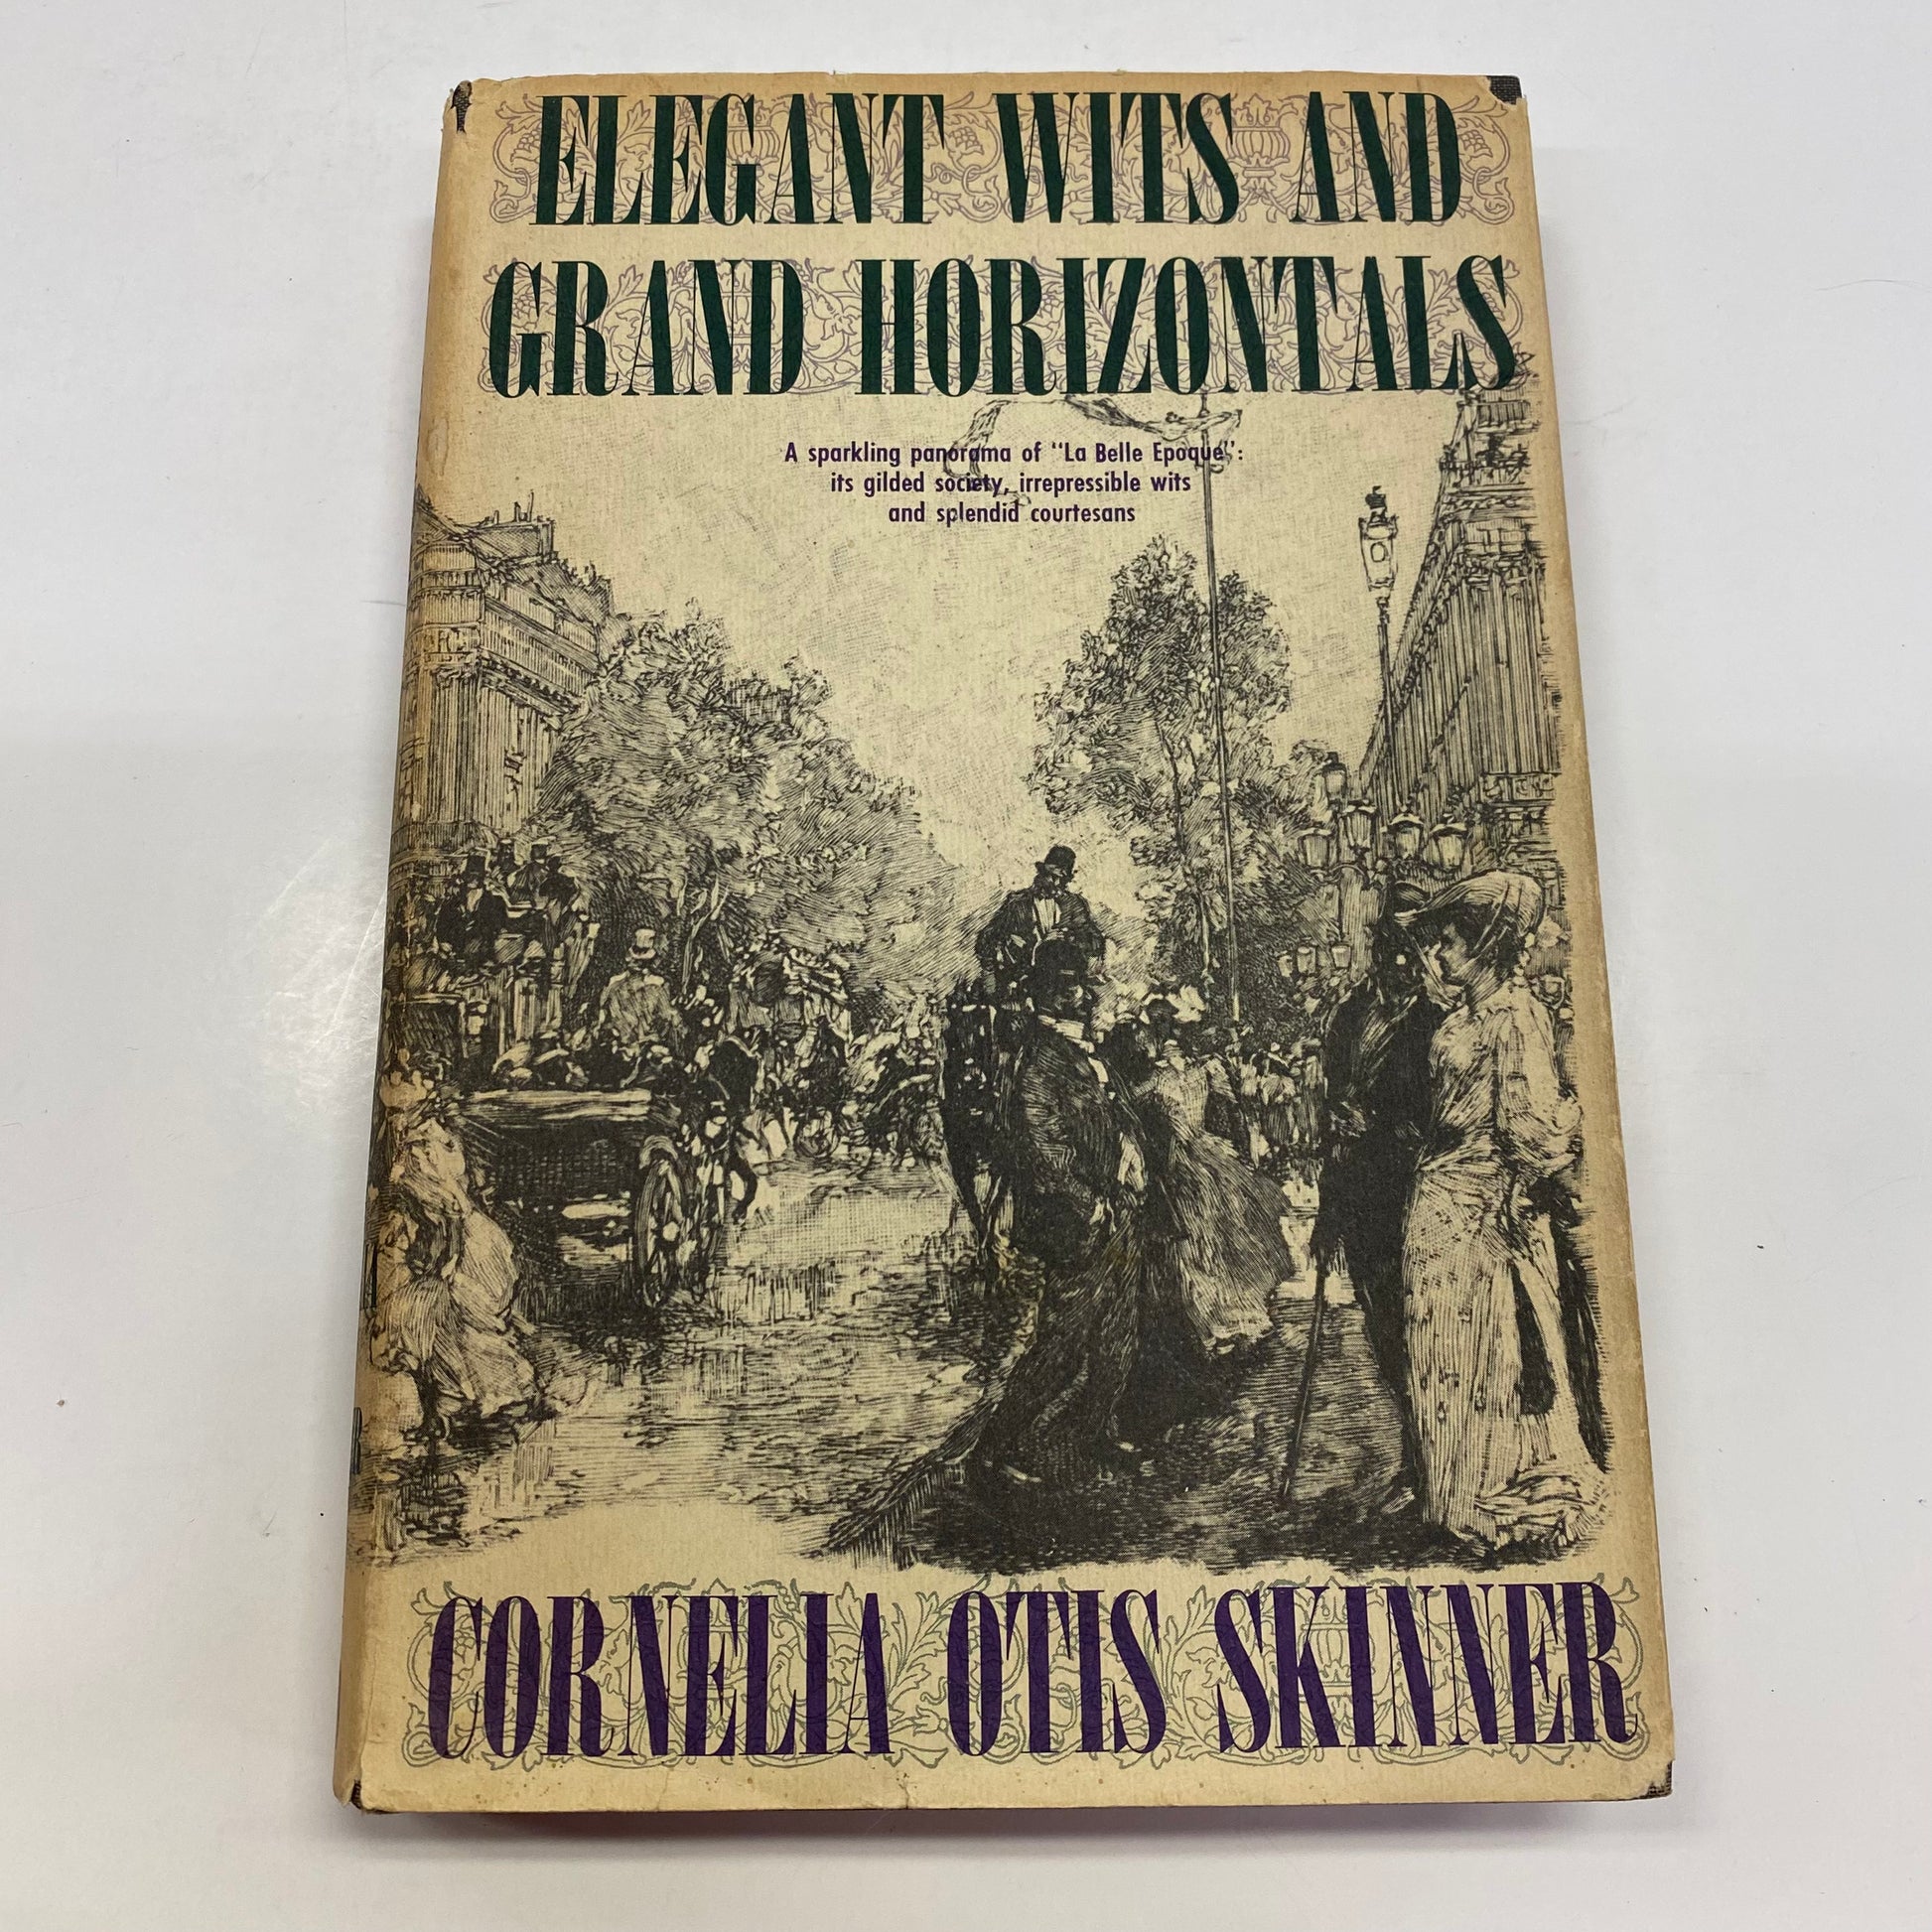 ELEGANT WITS AND
GRAND HORIZONTALS
A sparkling panorama of "La Belle Epoque":
its gilded society, irrepressible wits
and splendid courtesans
CORNELIA OTIS SKINNER